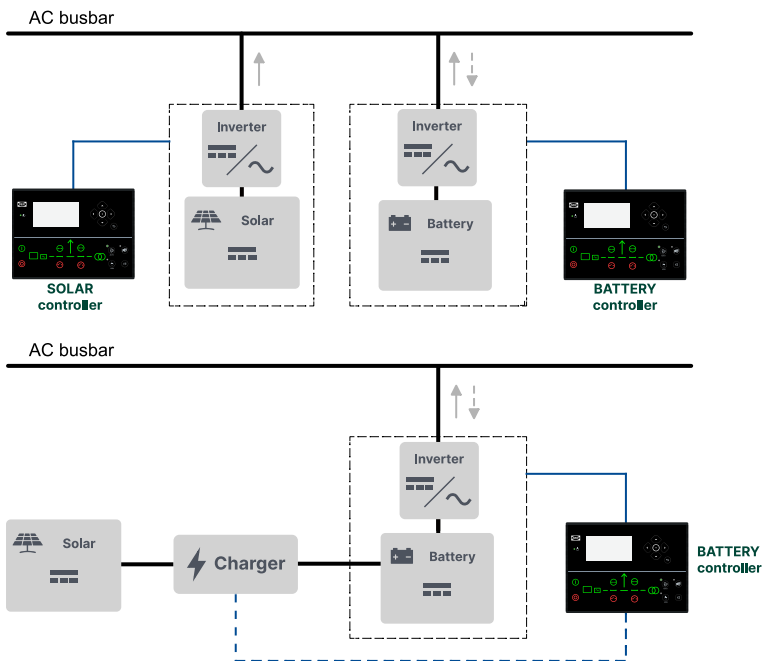 AC busbar
Inverter
Inverter
Solar
Battery
SOLAR
controller
BATTERY
controller
AC busbar
Inverter
Solar
Charger
Battery
BATTERY
controller